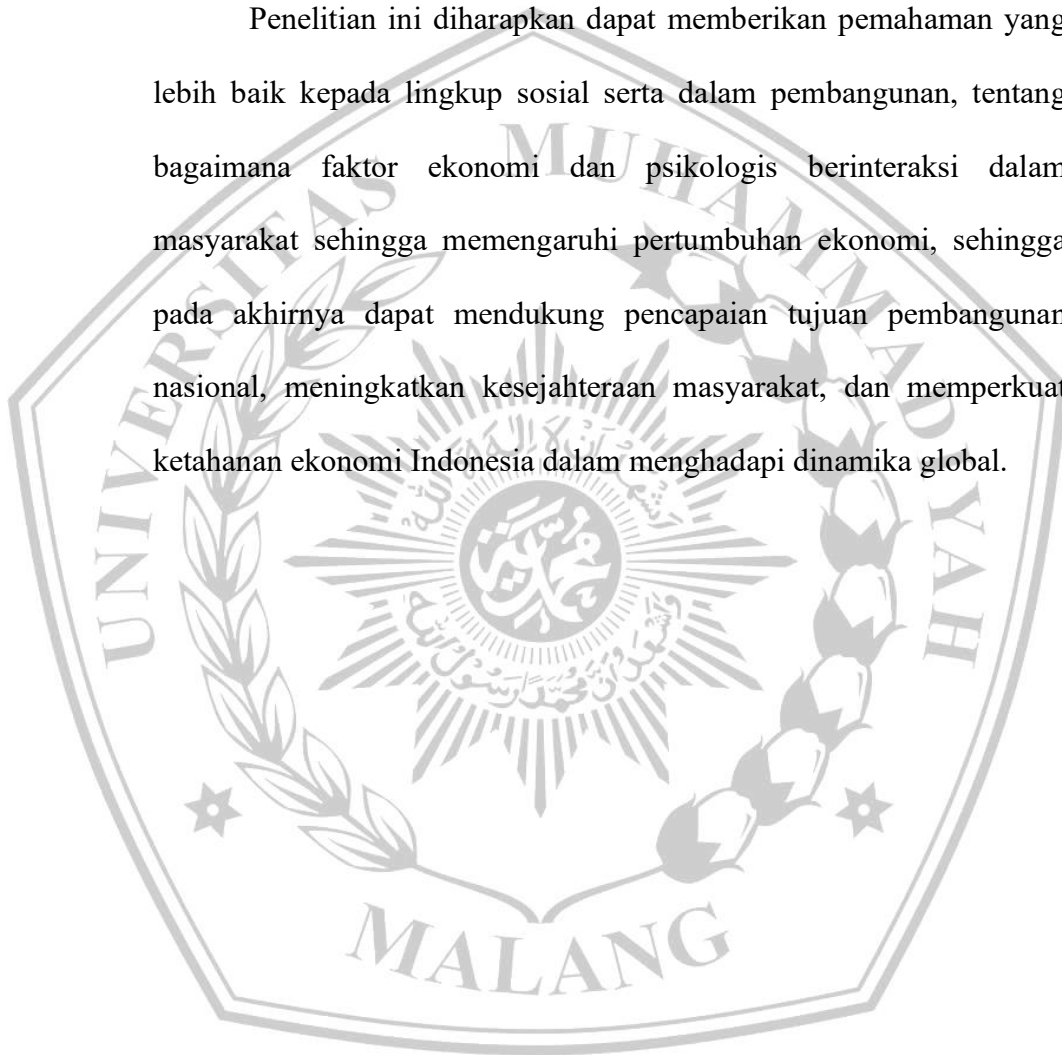 Penelitian ini diharapkan dapat memberikan pemahaman yang
lebih baik kepada lingkup sosial serta dalam pembangunan, tentang
bagaimana faktor ekonomi dan psikologis berinteraksi dalam
masyarakat sehingga memengaruhi pertumbuhan ekonomi, sehingga
pada akhirnya dapat mendukung pencapaian tujuan pembangunan
nasional, meningkatkan kesejahteraan masyarakat, dan memperkuat
ketahanan ekonomi Indonesia dalam menghadapi dinamika global.
UNIVERSITAS MUHAMMADIYAH
MALANG